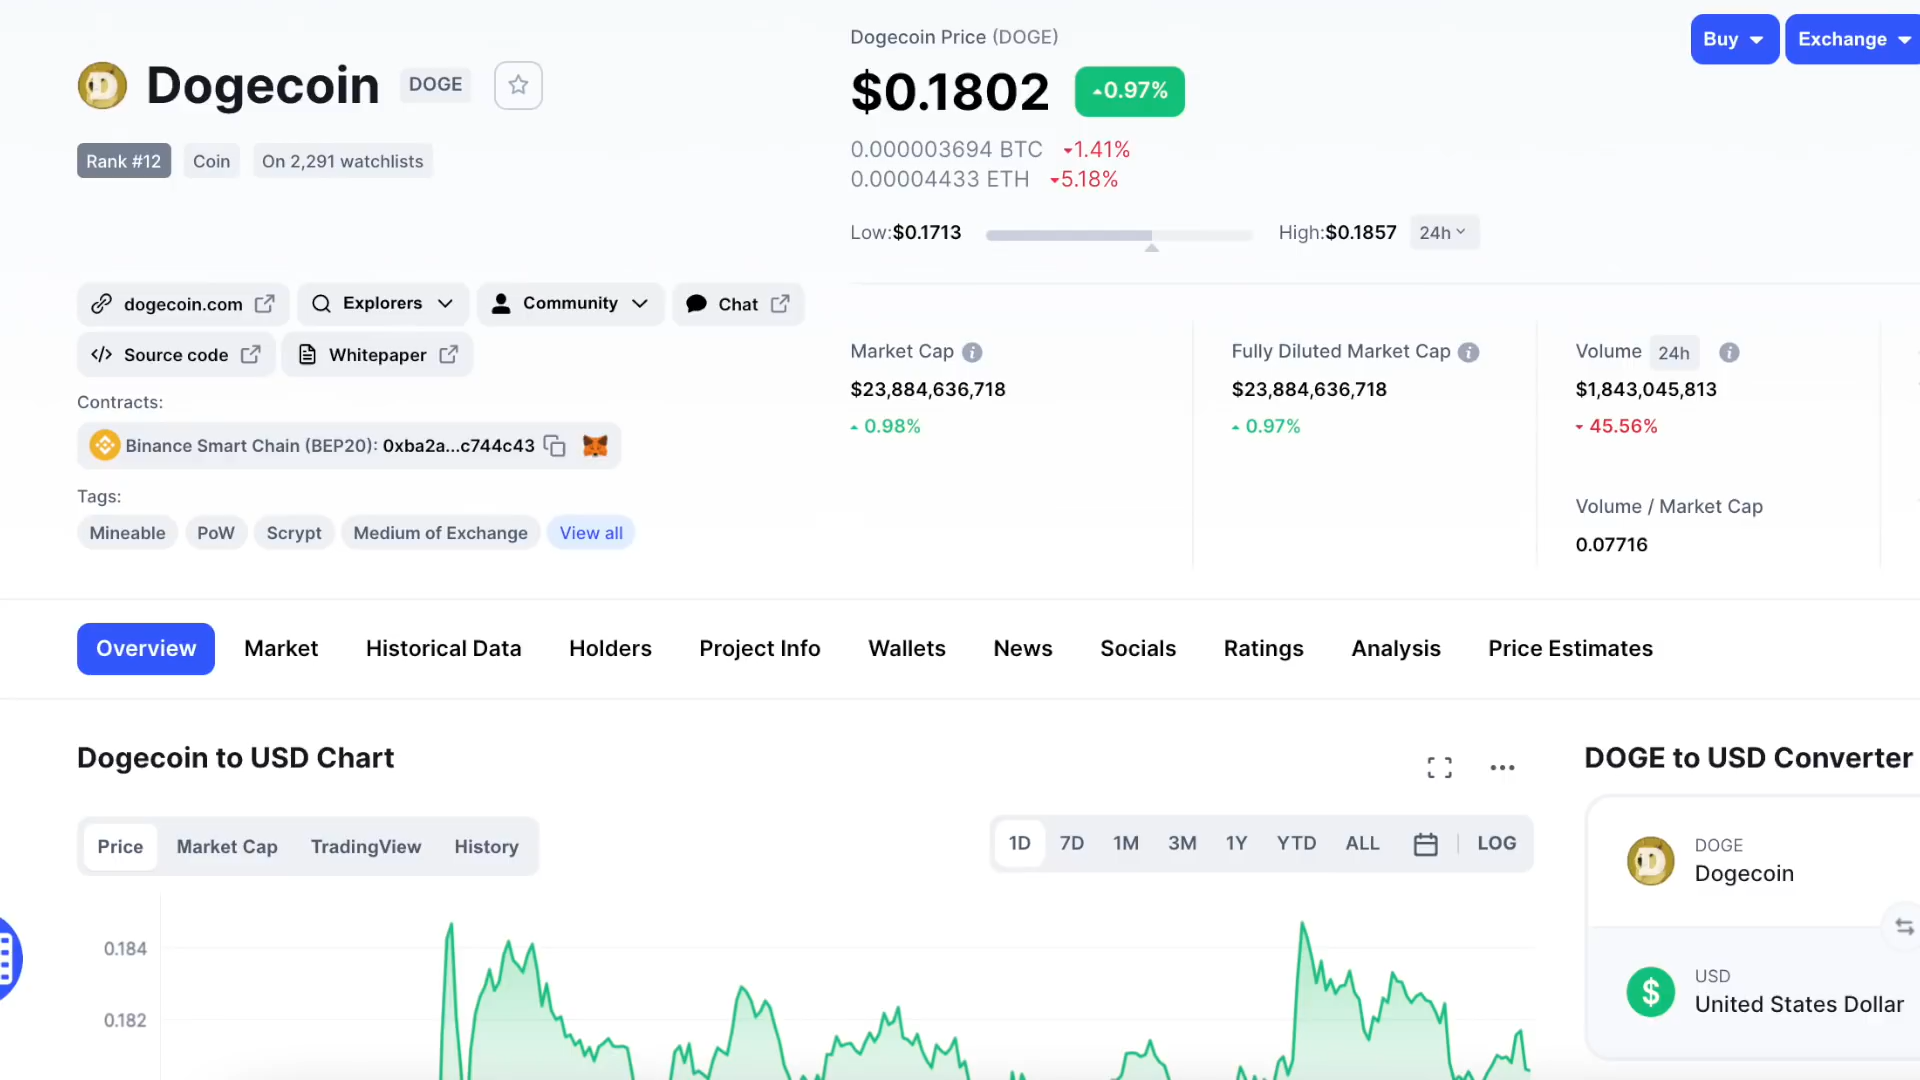 Dogecoin DOGE
Rank #12 Coin On 2,291 watchlists
dogecoin.com Explorers Community Chat
Source code Whitepaper
Contracts:
Binance Smart Chain (BEP20): 0xba2a...c744c43
Tags:
Mineable PoW Scrypt Medium of Exchange View all
Dogecoin Price (DOGE)
$0.1802 0.97%
0.000003694 BTC 1.41%
0.00004433 ETH 5.18%
Low:$0.1713 High:$0.1857 24h
Buy Exchange
Market Cap
$23,884,636,718
0.98%
Fully Diluted Market Cap
$23,884,636,718
0.97%
Volume 24h
$1,843,045,813
45.56%
Volume / Market Cap
0.07716
Overview Market Historical Data Holders Project Info Wallets News Socials Ratings Analysis Price Estimates
Dogecoin to USD Chart
Price Market Cap TradingView History
1D 7D 1M 3M 1Y YTD ALL LOG
0.184
0.182
DOGE to USD Converter
DOGE
Dogecoin
USD
United States Dollar